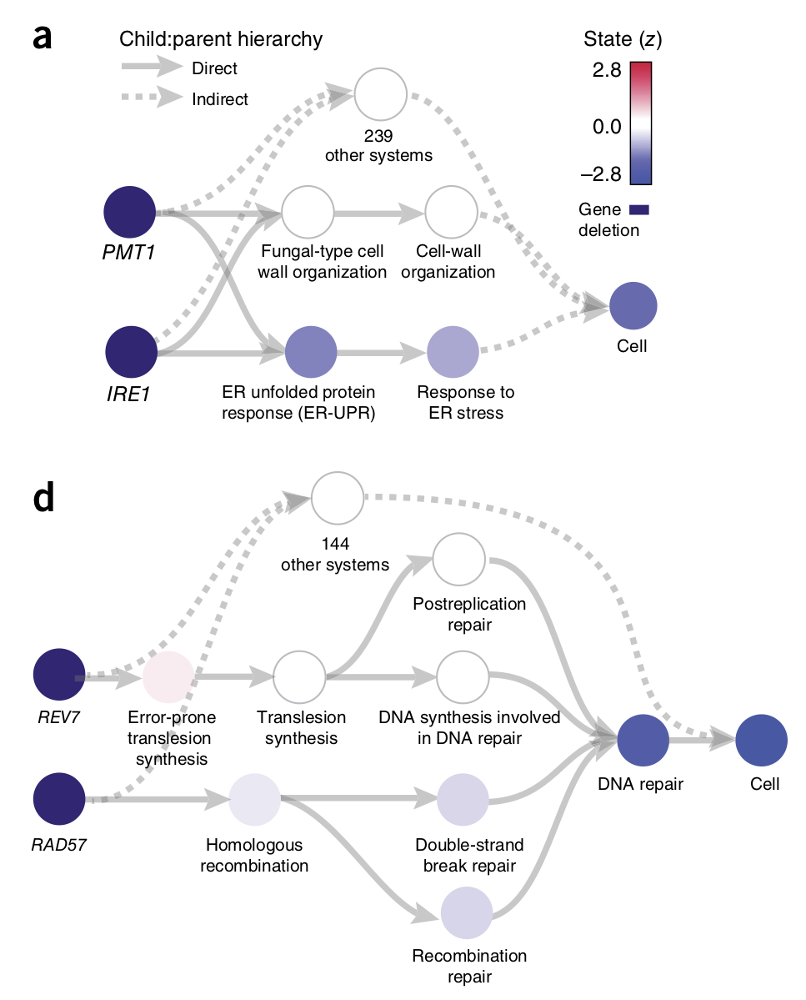 a
Child:parent hierarchy
Direct
Indirect
State (z)
2.8
0.0
–2.8
Gene
deletion
239
other systems
PMT1
Fungal-type cell
wall organization
Cell-wall
organization
Cell
IRE1
ER unfolded protein
response (ER-UPR)
Response to
ER stress
d
144
other systems
Postreplication
repair
REV7
Error-prone
translesion
synthesis
Translesion
synthesis
DNA synthesis involved
in DNA repair
DNA repair
Cell
RAD57
Homologous
recombination
Double-strand
break repair
Recombination
repair